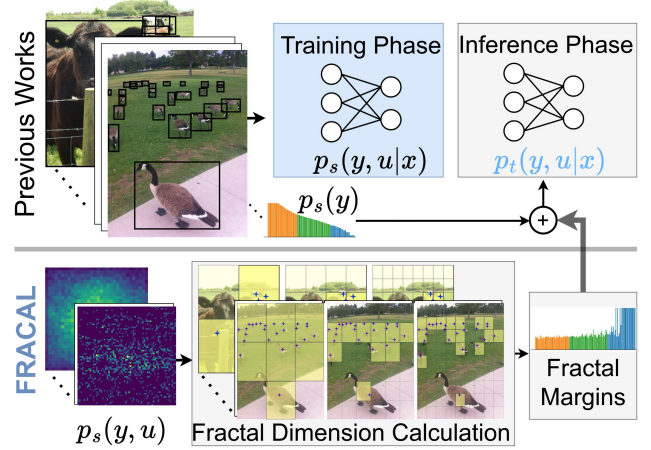 Previous Works
Training Phase
p_s(y, u|x)
Inference Phase
p_t(y, u|x)
p_s(y)
+
FRACAL
p_s(y, u)
Fractal Dimension Calculation
Fractal
Margins